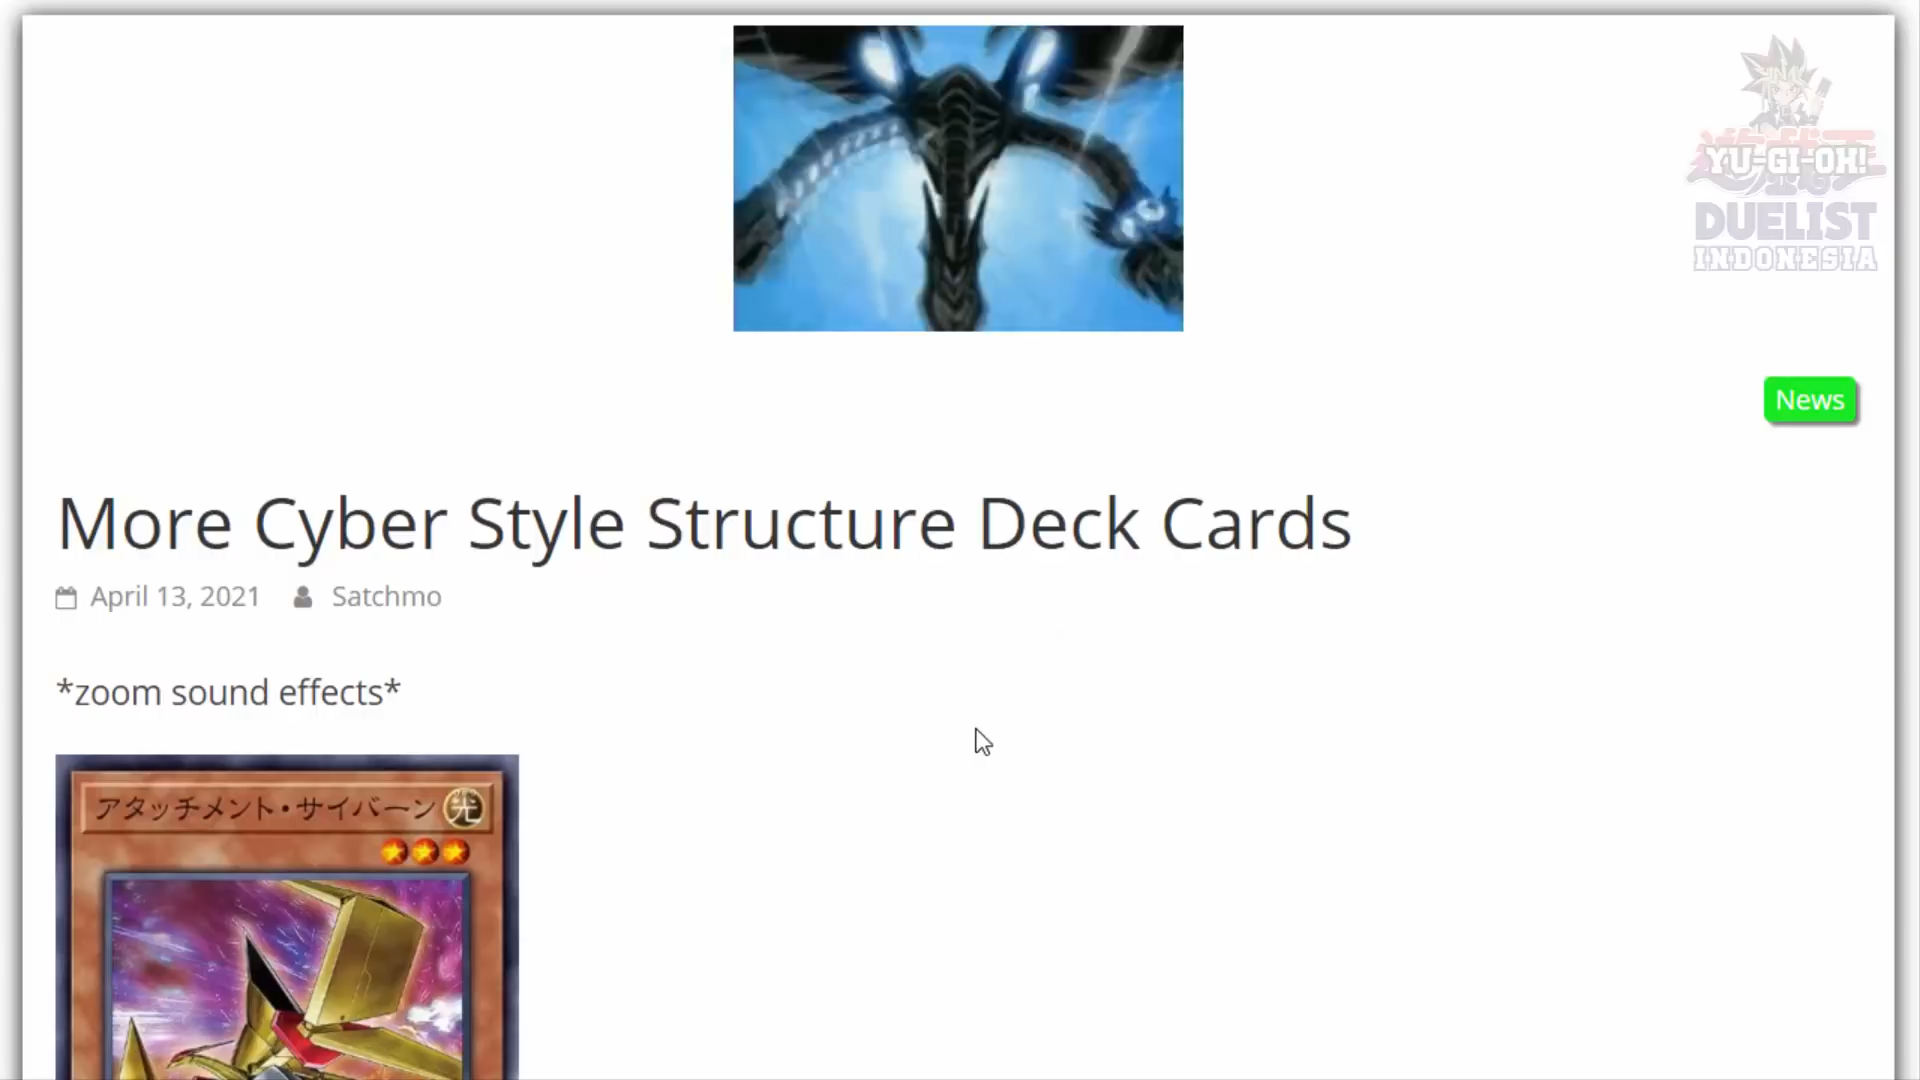 YU-GI-OH!
DUELIST
INDONESIA
News
More Cyber Style Structure Deck Cards
April 13, 2021 Satchmo
*zoom sound effects*
アタッチメント・サイバーン 光